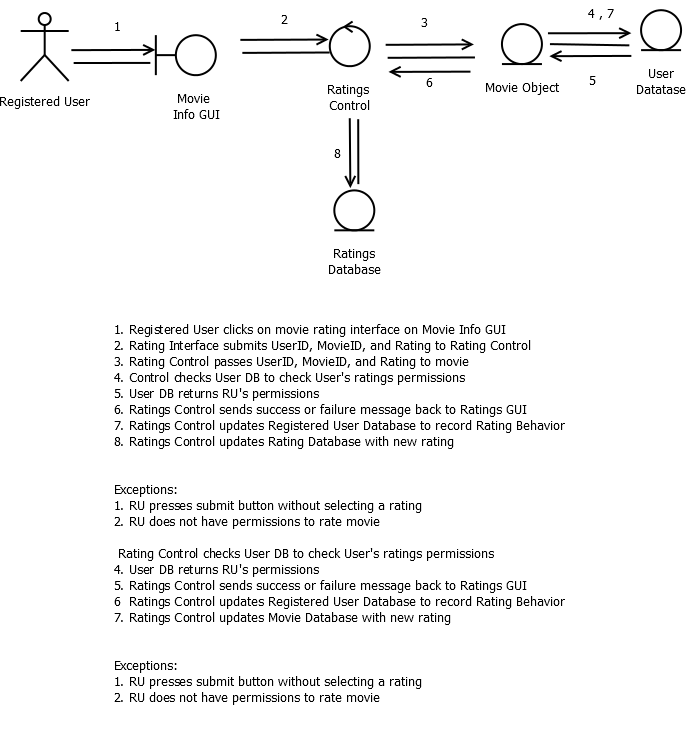 1
2
3
4 , 7
Registered User
Movie
Info GUI
Ratings
Control
6
Movie Object
5
User
Datatase
8
Ratings
Database
1. Registered User clicks on movie rating interface on Movie Info GUI
2. Rating Interface submits UserID, MovieID, and Rating to Rating Control
3. Rating Control passes UserID, MovieID, and Rating to movie
4. Control checks User DB to check User's ratings permissions
5. User DB returns RU's permissions
6. Ratings Control sends success or failure message back to Ratings GUI
7. Ratings Control updates Registered User Database to record Rating Behavior
8. Ratings Control updates Rating Database with new rating
Exceptions:
1. RU presses submit button without selecting a rating
2. RU does not have permissions to rate movie
Rating Control checks User DB to check User's ratings permissions
4. User DB returns RU's permissions
5. Ratings Control sends success or failure message back to Ratings GUI
6 Ratings Control updates Registered User Database to record Rating Behavior
7. Ratings Control updates Movie Database with new rating
Exceptions:
1. RU presses submit button without selecting a rating
2. RU does not have permissions to rate movie